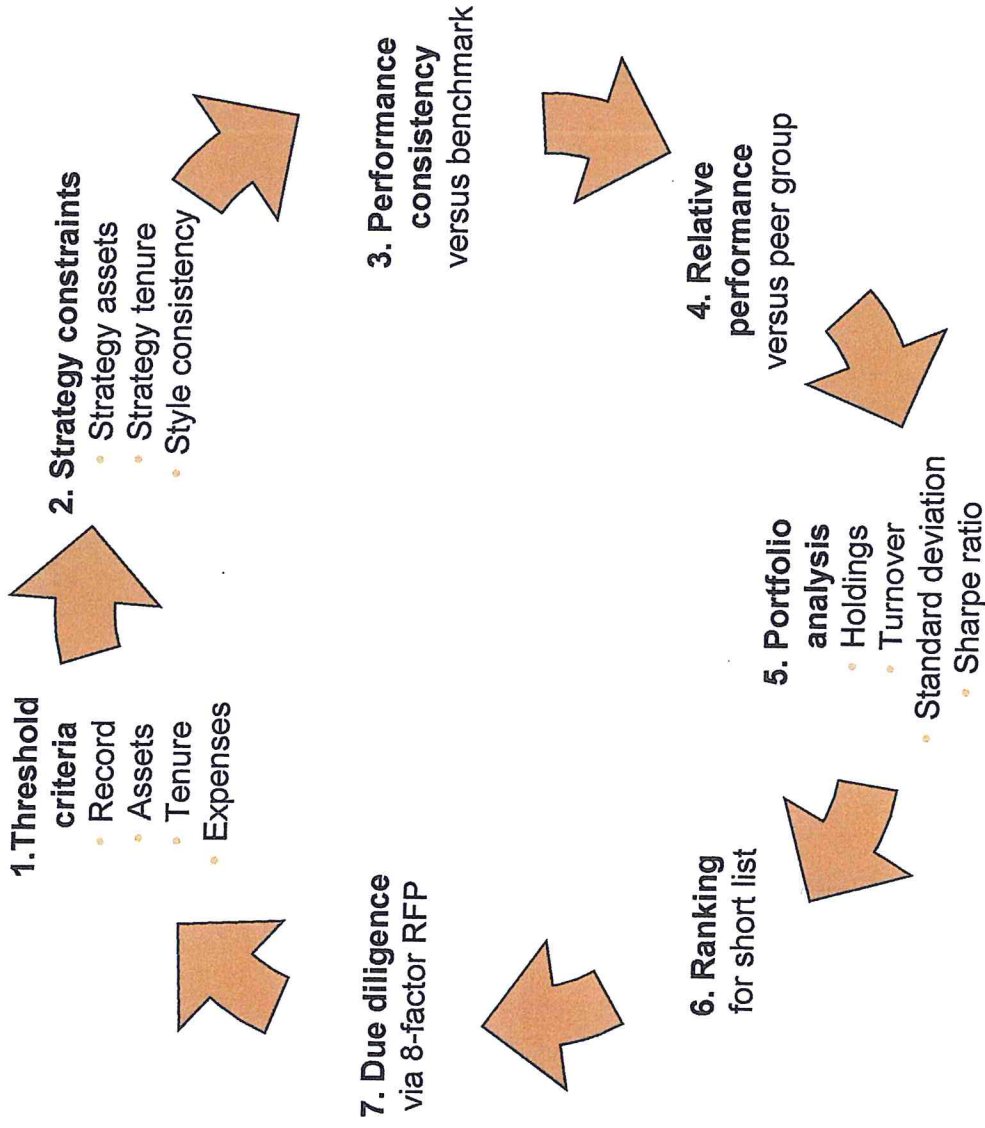 1.Threshold
criteria
• Record
• Assets
• Tenure
• Expenses
2. Strategy constraints
• Strategy assets
• Strategy tenure
• Style consistency
3. Performance
consistency
versus benchmark
4. Relative
performance
versus peer group
5. Portfolio
analysis
• Holdings
• Turnover
• Standard deviation
• Sharpe ratio
6. Ranking
for short list
7. Due diligence
via 8-factor RFP